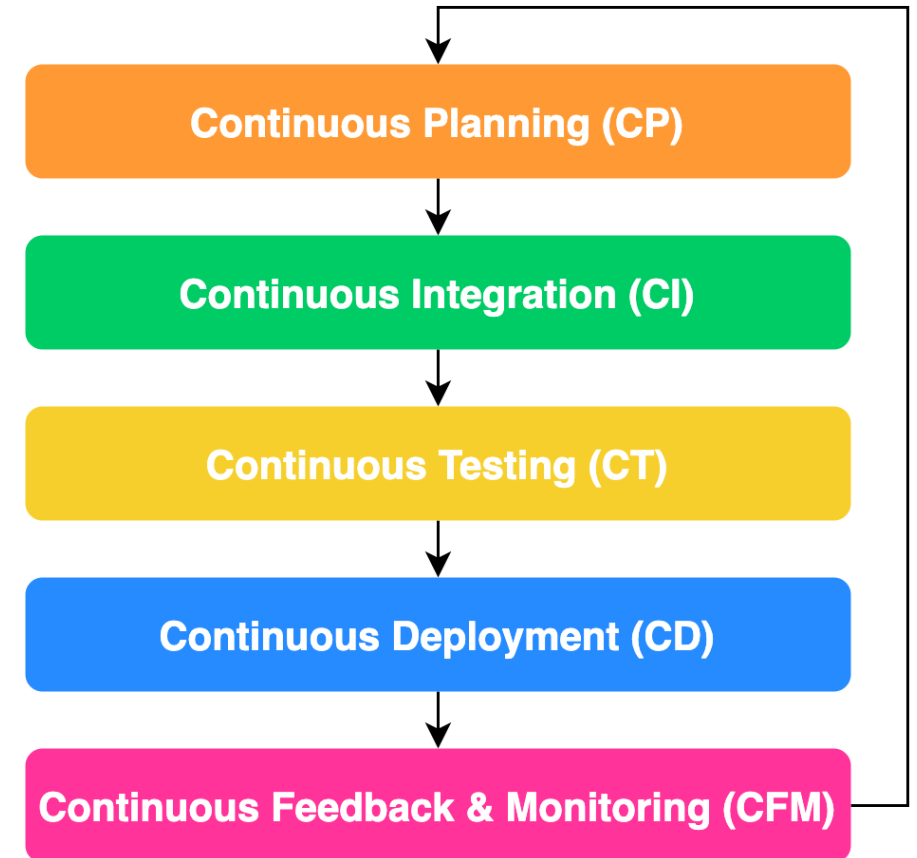 Continuous Planning (CP)
Continuous Integration (CI)
Continuous Testing (CT)
Continuous Deployment (CD)
Continuous Feedback & Monitoring (CFM)